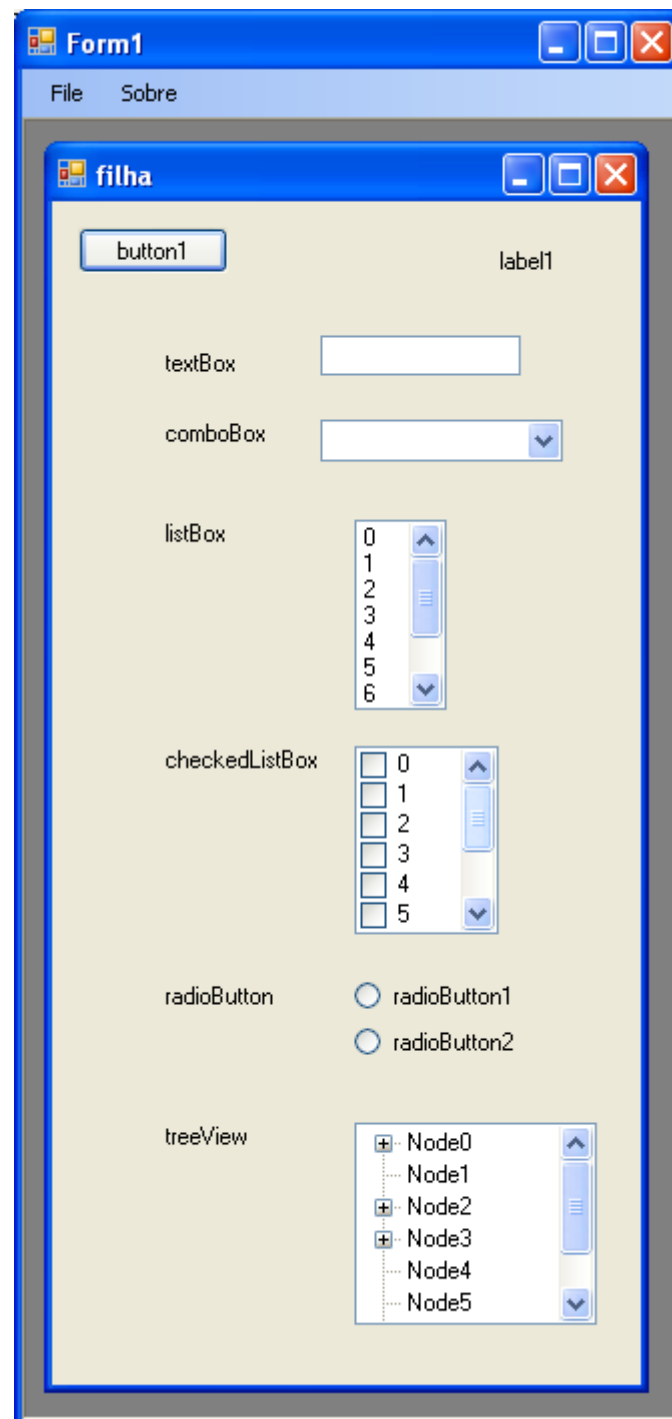 Form1
File Sobre
filha
button1
label1
textBox
comboBox
listBox
0
1
2
3
4
5
6
checkedListBox
0
1
2
3
4
5
radioButton
radioButton1
radioButton2
treeView
Node0
Node1
Node2
Node3
Node4
Node5